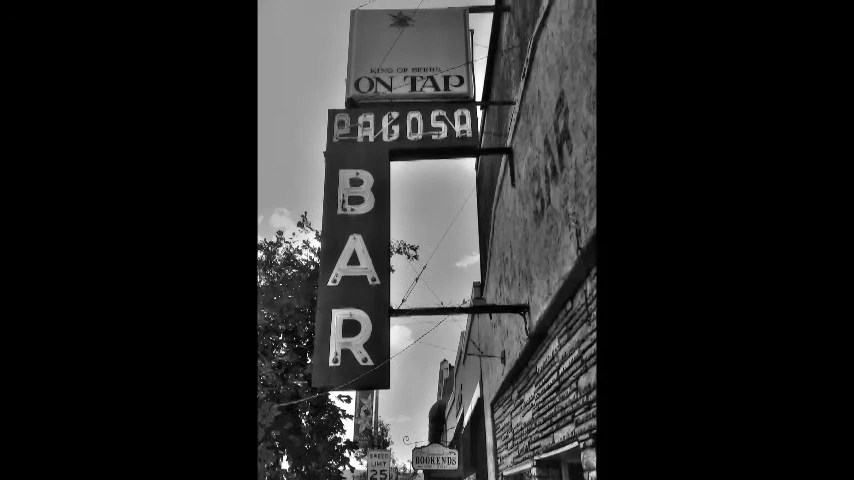 KING OF BEERS
ON TAP
PAGOSA
BAR
SPEED
LIMIT
25
BOOKENDS